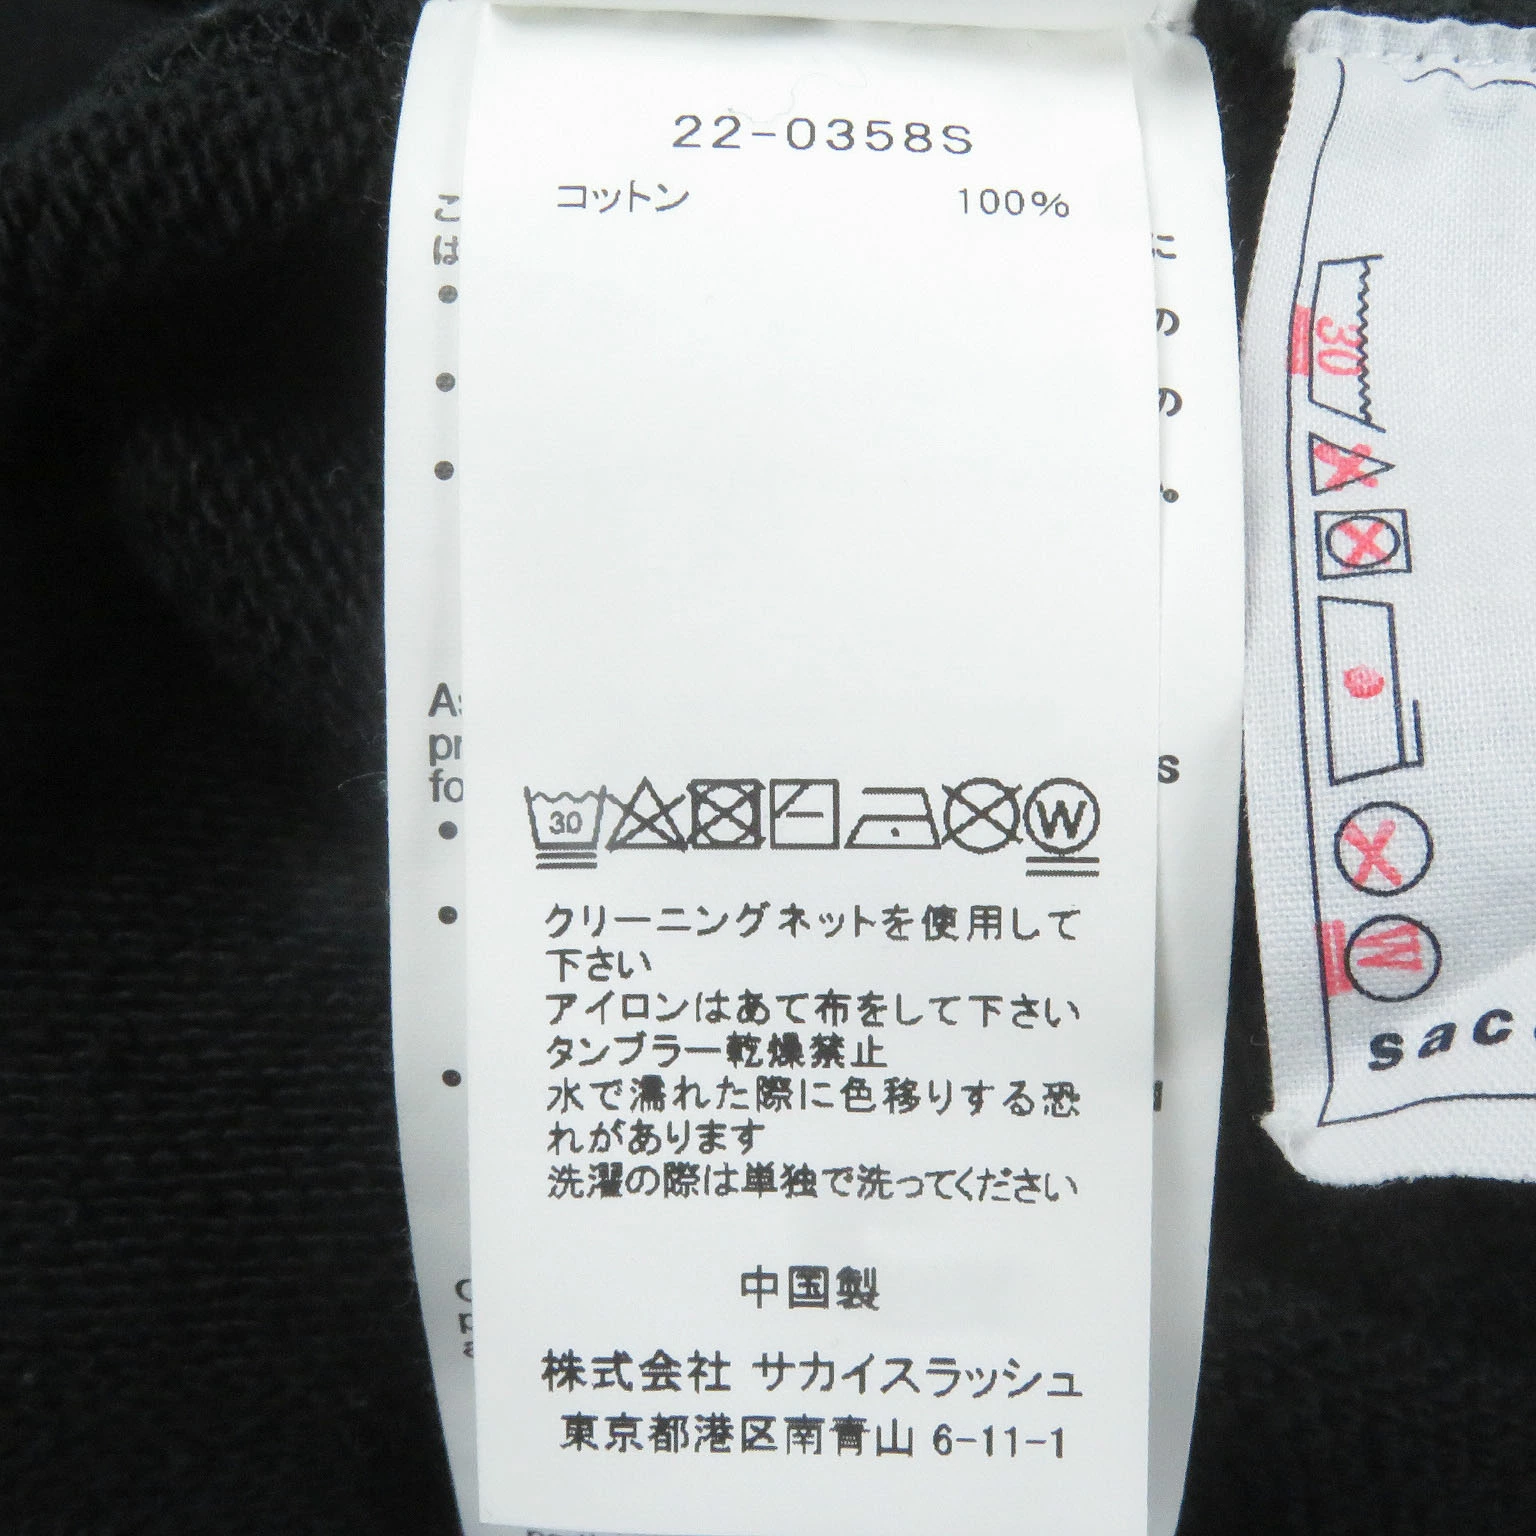 22-0358S
コットン 100%
30
W
クリーニングネットを使用して
下さい
アイロンはあて布をして下さい
タンブラー乾燥禁止
水で濡れた際に色移りする恐
れがあります
洗濯の際は単独で洗ってください
中国製
株式会社 サカイスラッシュ
東京都港区南青山 6-11-1
30
W